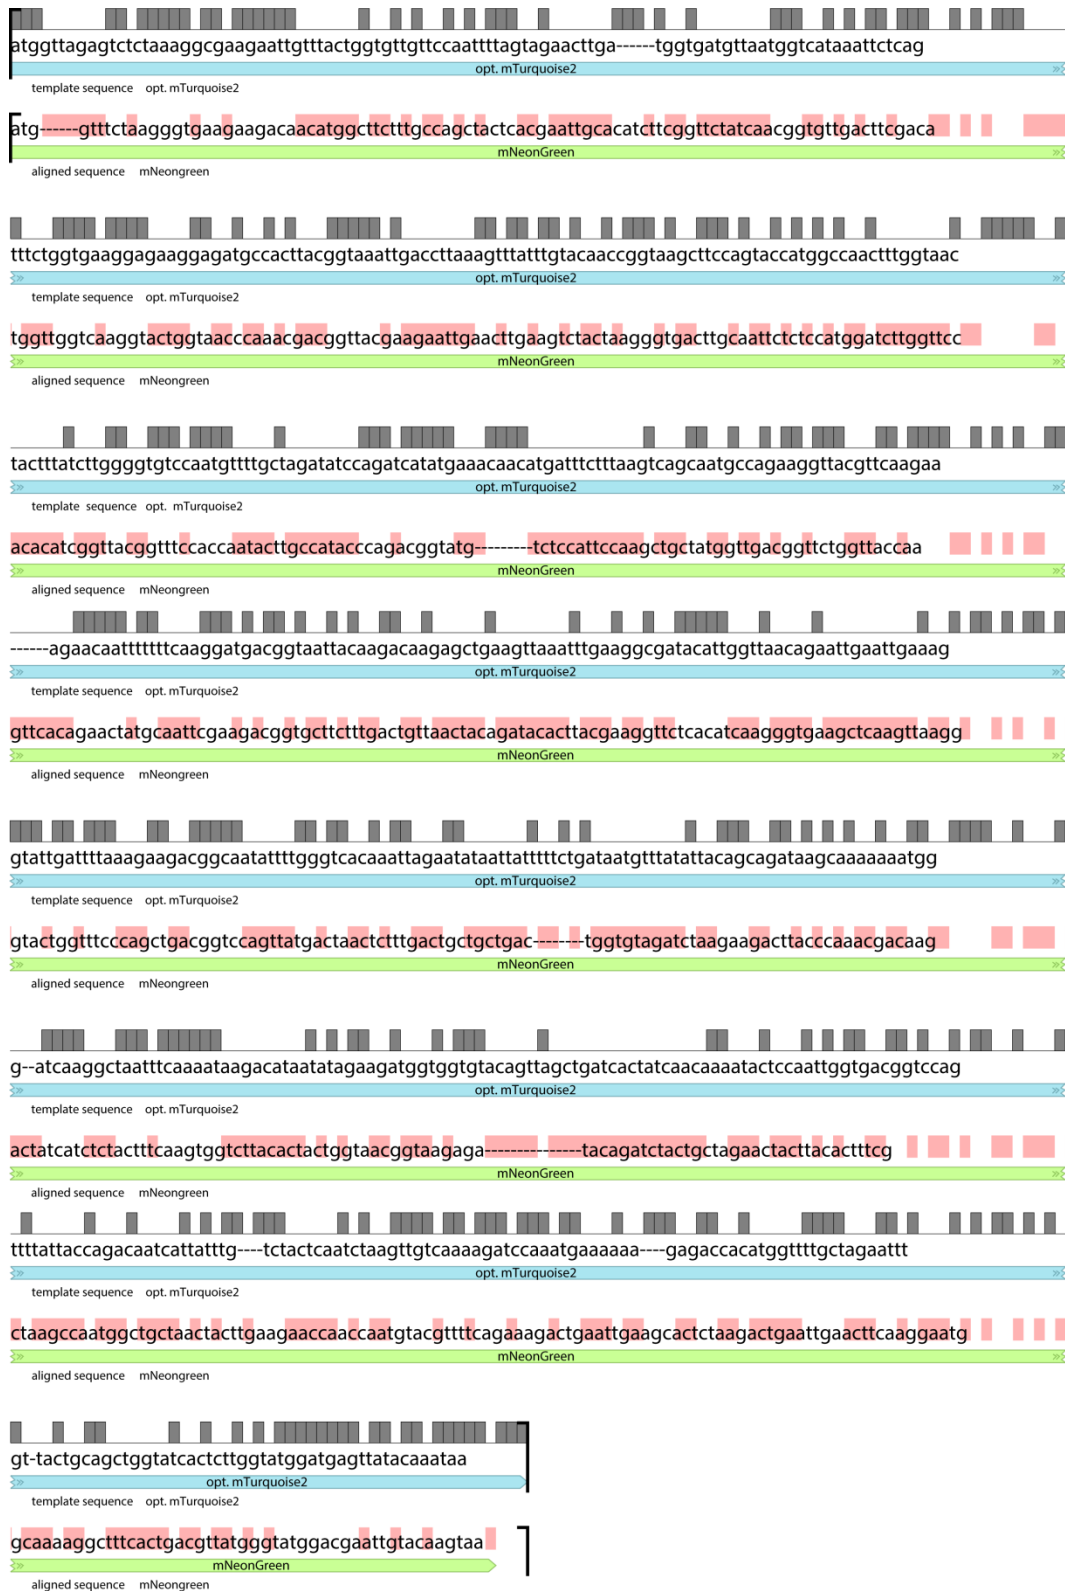 atggttagagtctctaaaggcgaagaattgtttactggtgttgttccaattttagtagaacttga------tggtgatgttaatggtcataaattctcag
opt. mTurquoise2
template sequence opt. mTurquoise2
atg------gtttctaagggtgaagaagacaacatggcttctttgccagctactcacgaattgcacatcttcggttctatcaacggtgttgacttcgaca
mNeonGreen
aligned sequence mNeongreen
tttctggtgaaggagaaggagatgccacttacggtaaattgaccttaaagtttatttgtacaaccggtaagcttccagtaccatggccaactttggtaac
opt. mTurquoise2
template sequence opt. mTurquoise2
tggttggtcaaggtactggtaacccaaacgacggttacgaagaattgaacttgaagtctactaagggtgacttgcaattctctccatggatcttggttcc
mNeonGreen
aligned sequence mNeongreen
tactttatcttggggtgtccaatgttttgctagatatccagatcatatgaaacaacatgatttctttaagtcagcaatgccagaaggttacgttcaagaa
opt. mTurquoise2
template sequence opt. mTurquoise2
acacatcggttacggtttccaccaatacttgccatacccagacggtatg---------tctccattccaagctgctatggttgacggttctggttaccaa
mNeonGreen
aligned sequence mNeongreen
------agaacaattttttтcaaggatgacggtaattacaagacaagagctgaagttaaatttgaaggcgatacattggttaacagaattgaattgaaag
opt. mTurquoise2
template sequence opt. mTurquoise2
gttcacagaactatgcaattcgaagacggtgcttctttgactgttaactacagatacacttacgaaggttctcacatcaagggtgaagctcaagttaagg
mNeonGreen
aligned sequence mNeongreen
gtattgattttaaagaagacggcaatattttgggtcacaaattagaatataattatttttctgataatgtttatattacagcagataagcaaaaaaatgg
opt. mTurquoise2
template sequence opt. mTurquoise2
gtactggtttcccagctgacggtccagttatgactaactctttgactgctgctgac--------tggtgtagatctaagaagacttacccaaacgacaag
mNeonGreen
aligned sequence mNeongreen
g--atcaaggctaatttcaaaataagacataatatagaagatggtggtgtacagttagctgatcactatcaacaaaatactccaattggtgacggtccag
opt. mTurquoise2
template sequence opt. mTurquoise2
actatcatctctactttcaagtggtcttacactactggtaacggtaagaga---------------tacagatctactgctagaactacttacactttcg
mNeonGreen
aligned sequence mNeongreen
ttttattaccagacaatcattatttg----tctactcaatctaagttgtcaaaagatccaaatgaaaaaa----gagaccacatggttttgctagaattt
opt. mTurquoise2
template sequence opt. mTurquoise2
ctaagccaatggctgctaactacttgaagaaccaaccaatgtacgttttcagaaagactgaattgaagcactctaagactgaattgaacttcaaggaatg
mNeonGreen
aligned sequence mNeongreen
gt-tactgcagctggtatcactcttggtatggatgagttatacaaataa
opt. mTurquoise2
template sequence opt. mTurquoise2
gcaaaaggctttcactgacgttatgggtatggacgaattgtacaagtaa
mNeonGreen
aligned sequence mNeongreen